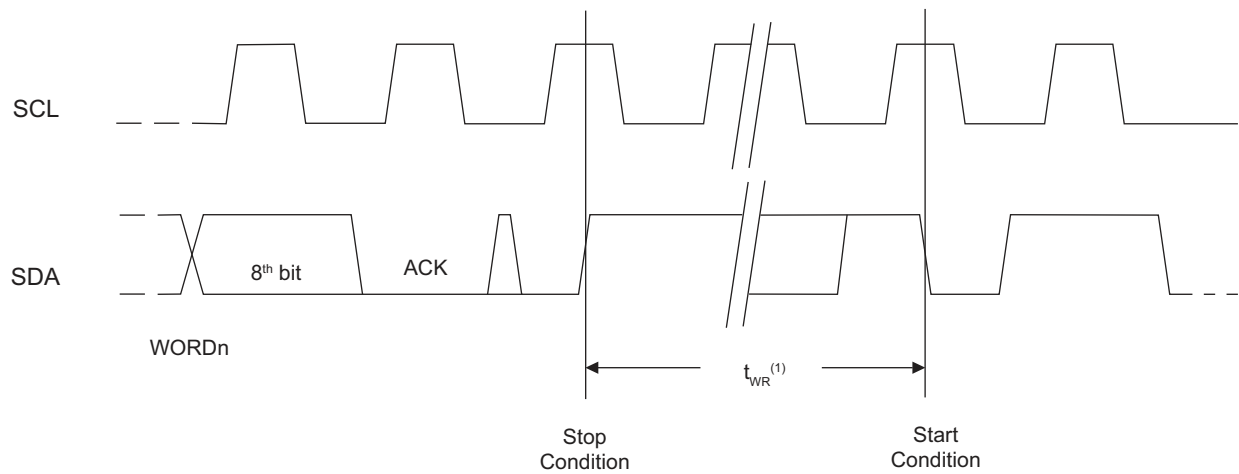 SCL
SDA
8th bit
ACK
WORDn
tWR(1)
Stop
Condition
Start
Condition